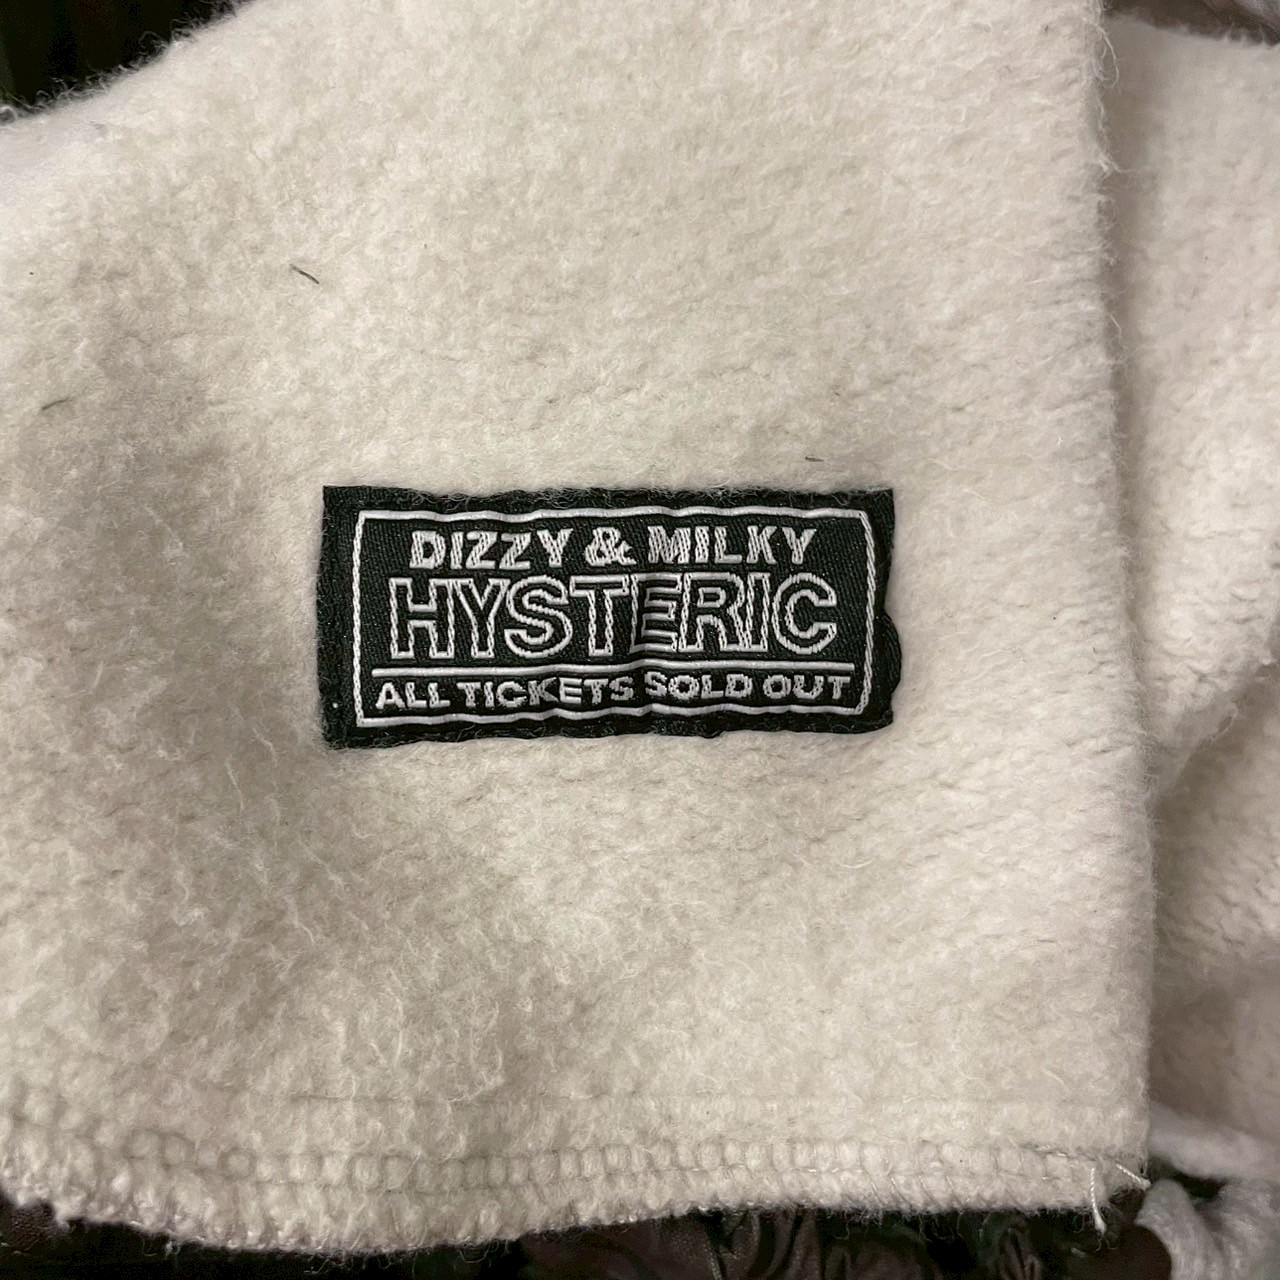 DIZZY & MILKY
HYSTERIC
ALL TICKETS SOLD OUT